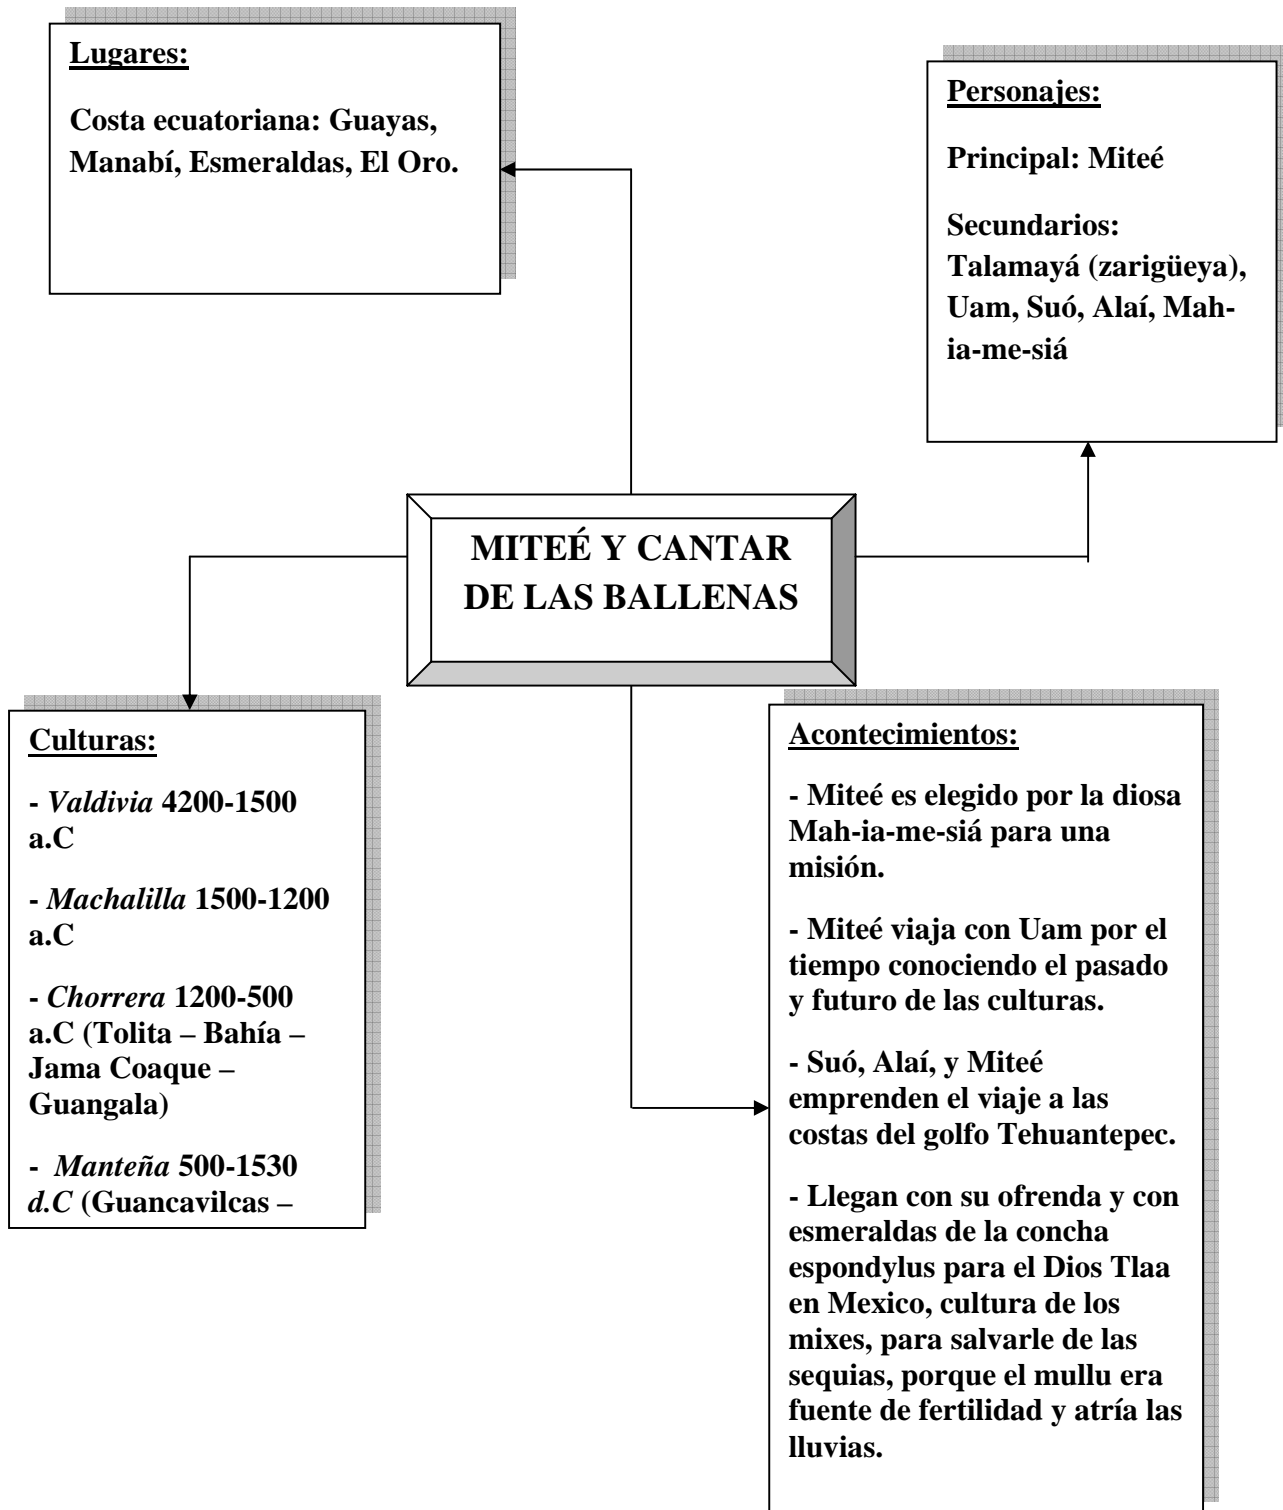 Lugares:
Costa ecuatoriana: Guayas,
Manabí, Esmeraldas, El Oro.
Personajes:
Principal: Miteé
Secundarios:
Talamayá (zarigüeya),
Uam, Suó, Alaí, Mah-
ia-me-siá
MITEÉ Y CANTAR
DE LAS BALLENAS
Culturas:
- Valdivia 4200-1500
a.C
- Machalilla 1500-1200
a.C
- Chorrera 1200-500
a.C (Tolita – Bahía –
Jama Coaque –
Guangala)
- Manteña 500-1530
d.C (Guancavilcas –
Acontecimientos:
- Miteé es elegido por la diosa
Mah-ia-me-siá para una
misión.
- Miteé viaja con Uam por el
tiempo conociendo el pasado
y futuro de las culturas.
- Suó, Alaí, y Miteé
emprenden el viaje a las
costas del golfo Tehuantepec.
- Llegan con su ofrenda y con
esmeraldas de la concha
espondylus para el Dios Tlaa
en Mexico, cultura de los
mixes, para salvarle de las
sequias, porque el mullu era
fuente de fertilidad y atría las
lluvias.